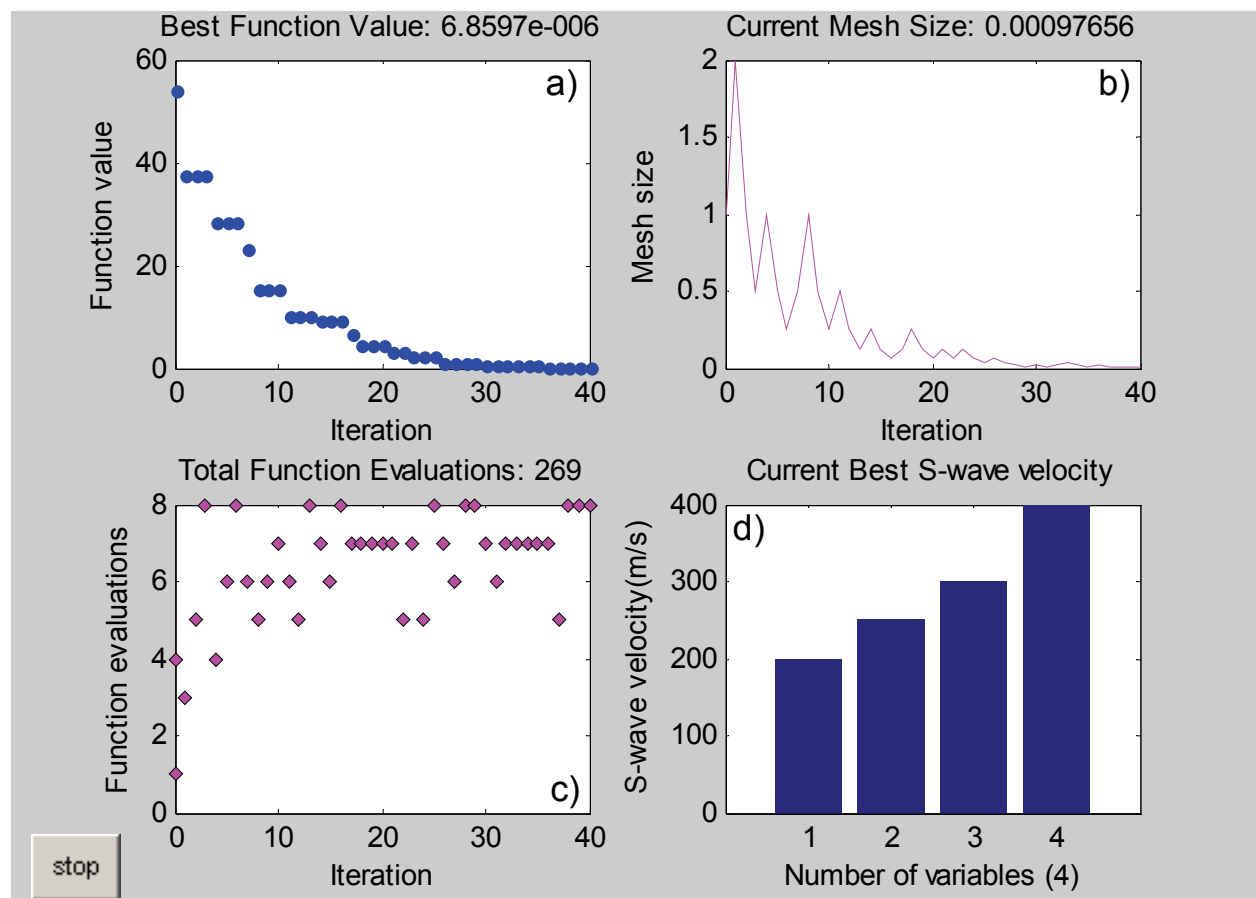 Best Function Value: 6.8597e-006
60
40
20
0
Function value
a)
0 10 20 30 40
Iteration
Current Mesh Size: 0.00097656
2
1.5
1
0.5
0
Mesh size
b)
0 10 20 30 40
Iteration
Total Function Evaluations: 269
8
6
4
2
0
Function evaluations
c)
0 10 20 30 40
Iteration
Current Best S-wave velocity
400
300
200
100
0
S-wave velocity(m/s)
d)
1 2 3 4
Number of variables (4)
stop